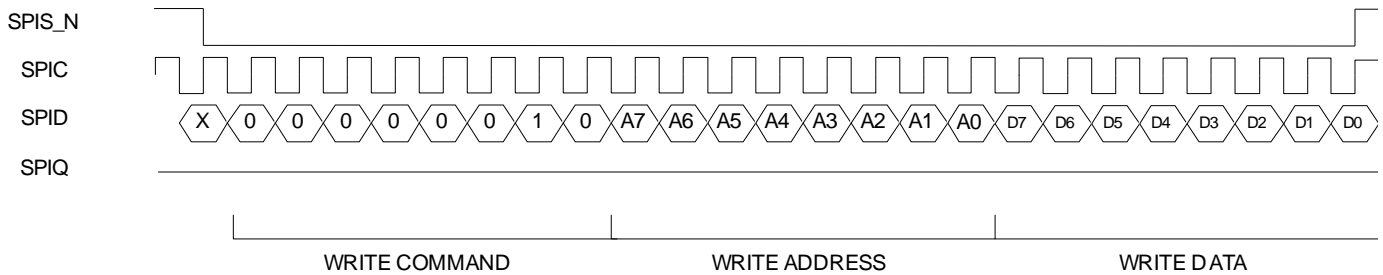 SPIS_N
SPIC
SPID X 0 0 0 0 0 0 1 0 A7 A6 A5 A4 A3 A2 A1 A0 D7 D6 D5 D4 D3 D2 D1 D0
SPIQ
WRITE COMMAND WRITE ADDRESS WRITE DATA